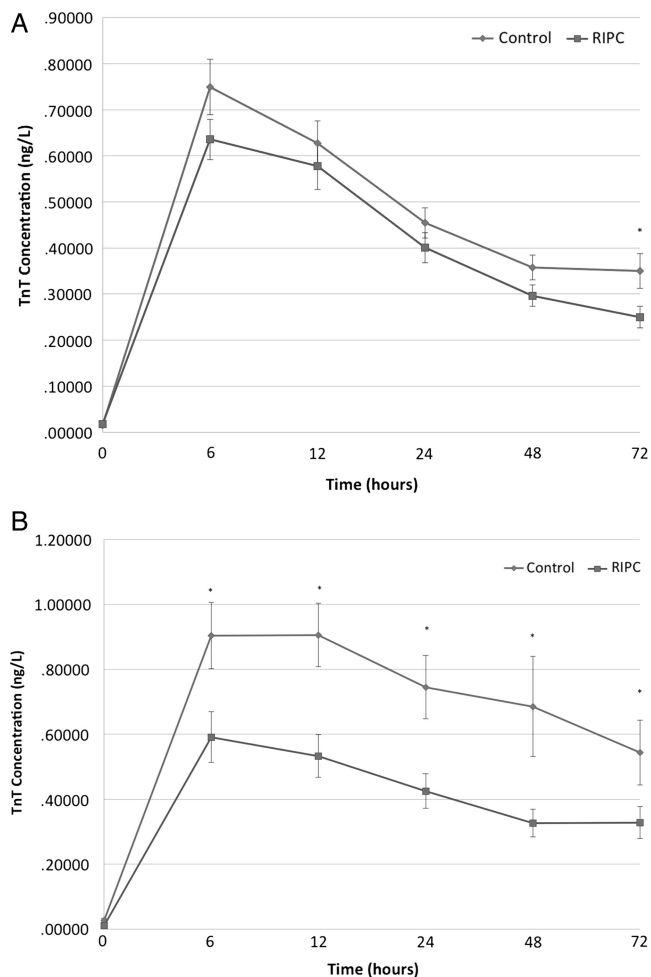 A
Control RIPC
.90000
.80000
.70000
.60000
.50000
.40000
.30000
.20000
.10000
.00000
TnT Concentration (ng/L)
*
0 6 12 24 48 72
Time (hours)
B
Control RIPC
1.20000
1.00000
.80000
.60000
.40000
.20000
.00000
TnT Concentration (ng/L)
* * * * *
0 6 12 24 48 72
Time (hours)